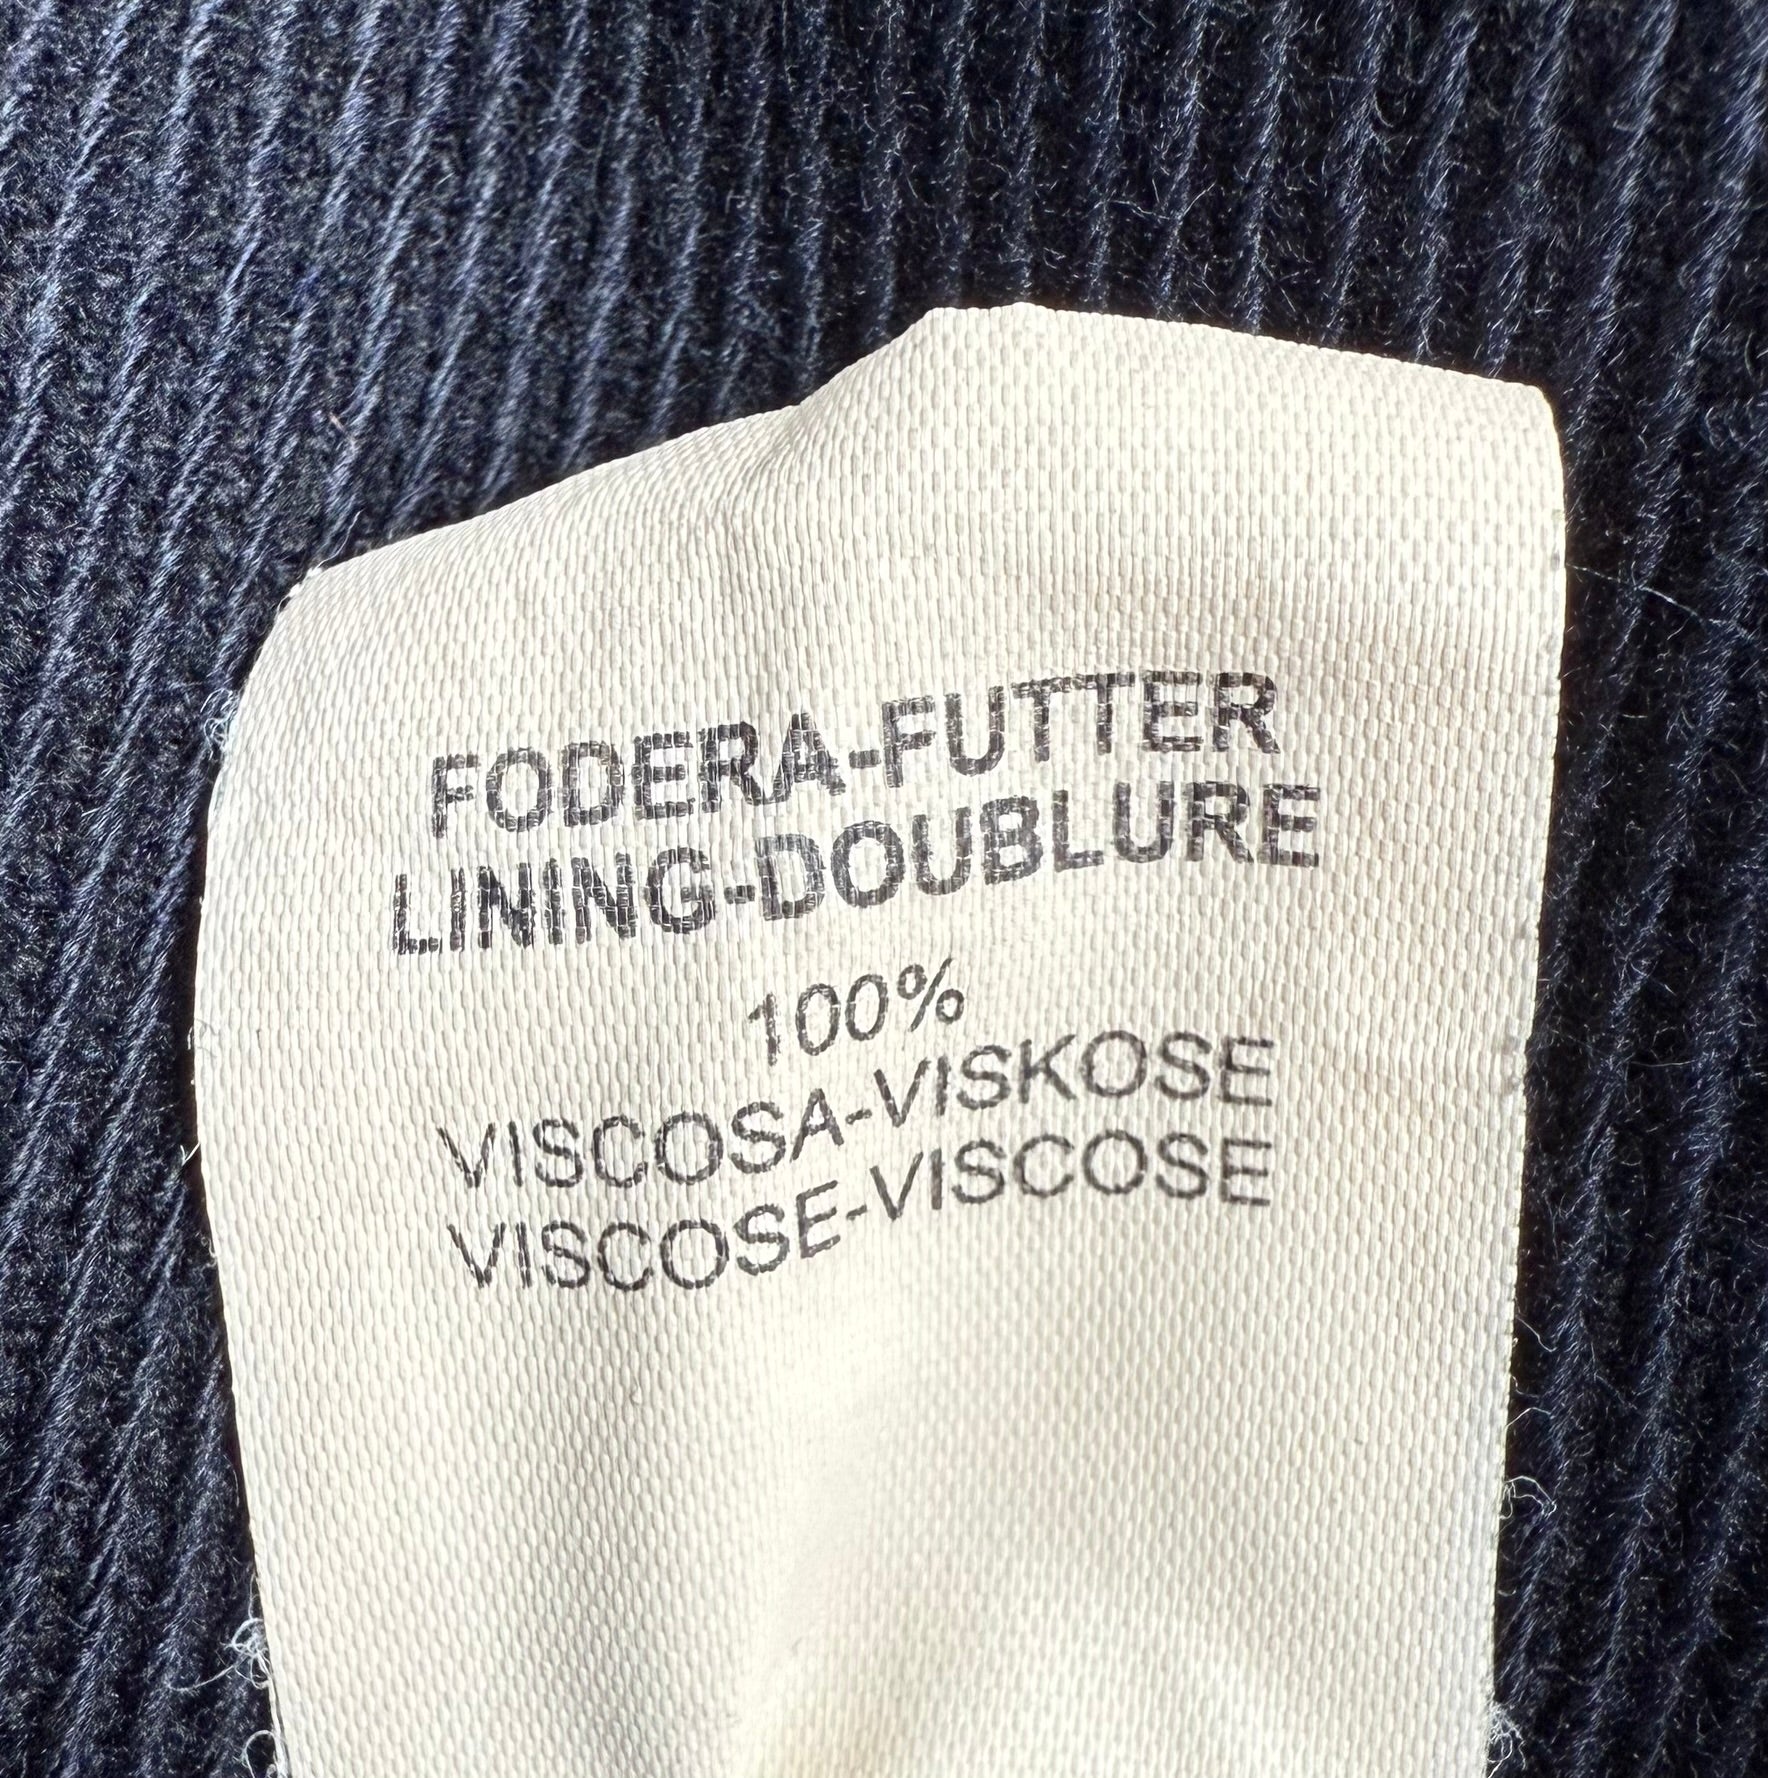 FODERA-FUTTER
LINING-DOUBLURE
100%
VISCOSA-VISKOSE
VISCOSE-VISCOSE